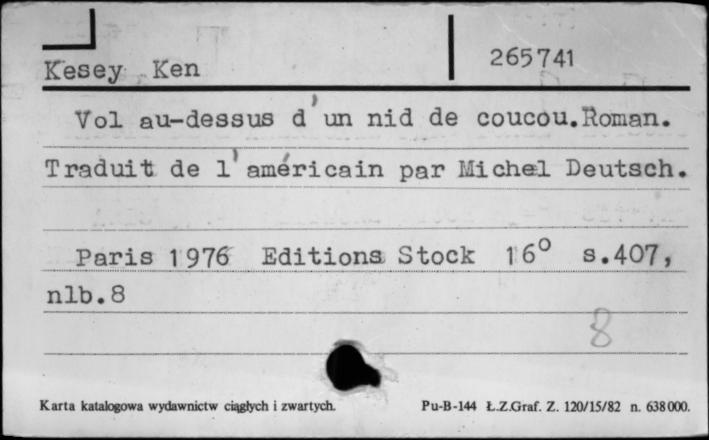 Kesey Ken
265741
Vol au-dessus d'un nid de coucou.Roman.
Traduit de l'américain par Michel Deutsch.
Paris 1976 Editions Stock 16° s.407,
nlb.8
8
Karta katalogowa wydawnictw ciągłych i zwartych.
Pu-B-144 Ł.Z.Graf. Z. 120/15/82 n. 638000.